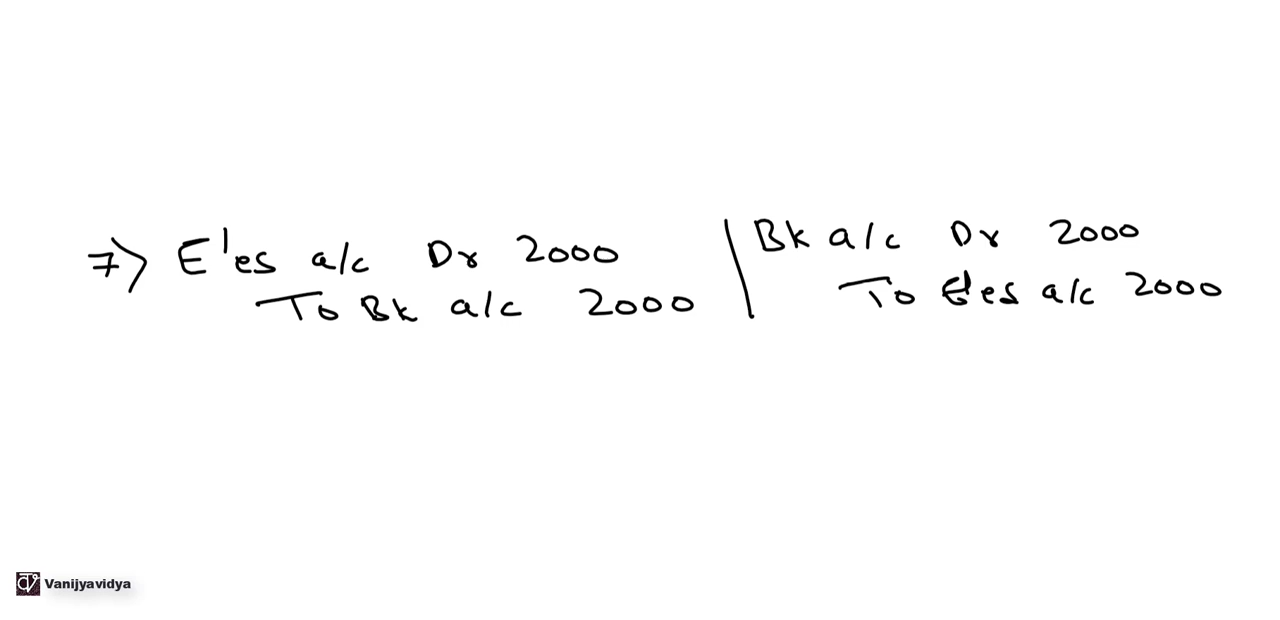 7) E'es a/c Dr 2000
To Bk a/c 2000
Bk a/c Dr 2000
To E'es a/c 2000
Vanijyavidya